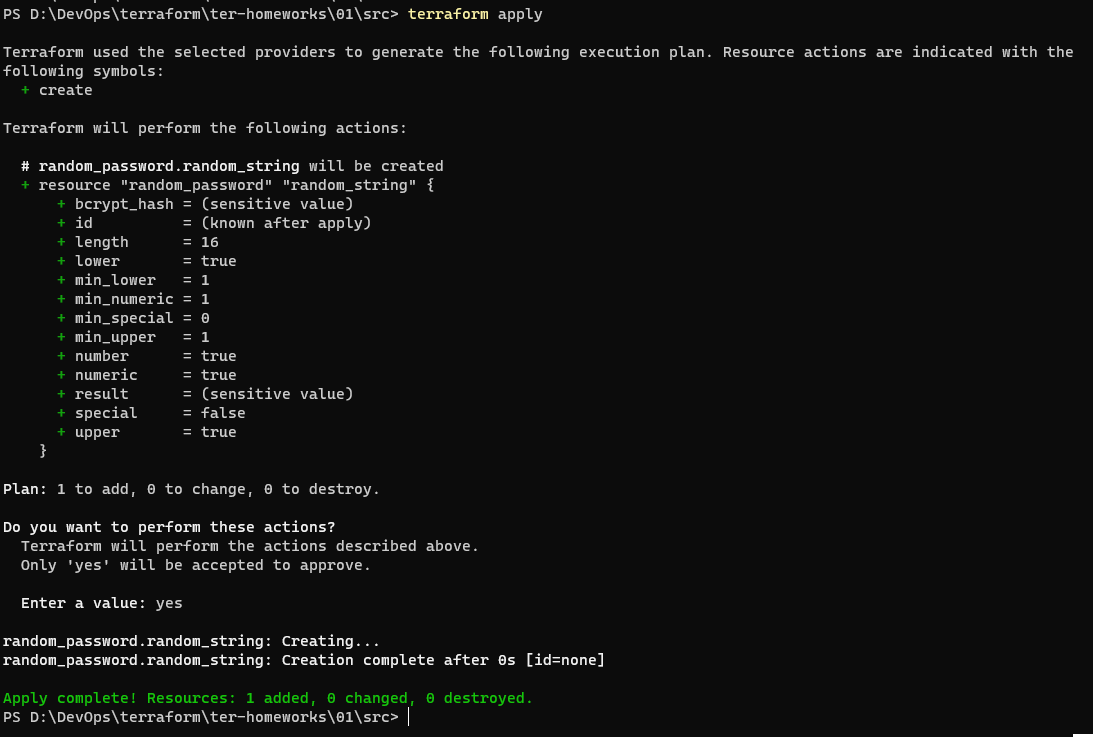 PS D:\DevOps\terraform\ter-homeworks\01\src> terraform apply
Terraform used the selected providers to generate the following execution plan. Resource actions are indicated with the
following symbols:
  + create
Terraform will perform the following actions:
  # random_password.random_string will be created
  + resource "random_password" "random_string" {
      + bcrypt_hash = (sensitive value)
      + id          = (known after apply)
      + length      = 16
      + lower       = true
      + min_lower   = 1
      + min_numeric = 1
      + min_special = 0
      + min_upper   = 1
      + number      = true
      + numeric     = true
      + result      = (sensitive value)
      + special     = false
      + upper       = true
    }
Plan: 1 to add, 0 to change, 0 to destroy.
Do you want to perform these actions?
  Terraform will perform the actions described above.
  Only 'yes' will be accepted to approve.
  Enter a value: yes
random_password.random_string: Creating...
random_password.random_string: Creation complete after 0s [id=none]
Apply complete! Resources: 1 added, 0 changed, 0 destroyed.
PS D:\DevOps\terraform\ter-homeworks\01\src>